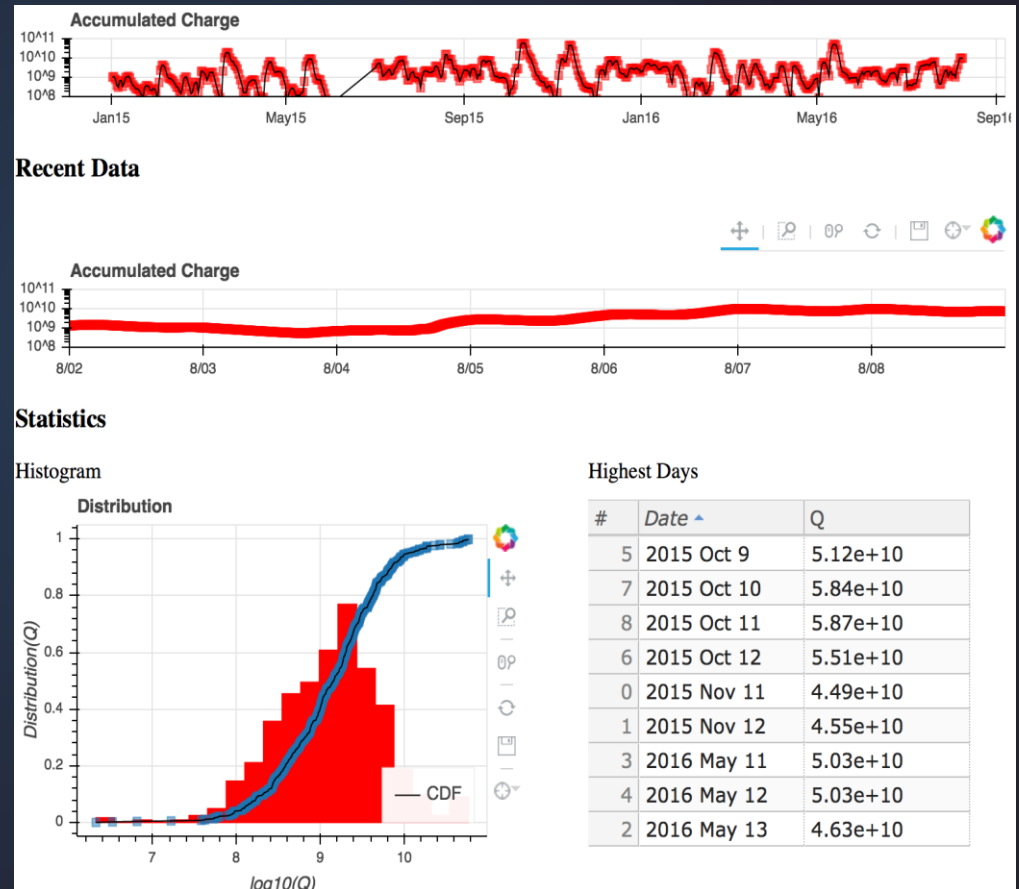 Accumulated Charge
10^11
10^10
10^9
10^8
Jan15 May15 Sep15 Jan16 May16 Sep16
Recent Data
Accumulated Charge
10^11
10^10
10^9
10^8
8/02 8/03 8/04 8/05 8/06 8/07 8/08
Statistics
Histogram
Distribution
Distribution(Q)
1
0.8
0.6
0.4
0.2
0
CDF
7 8 9 10
log10(Q)
Highest Days
# Date Q
5 2015 Oct 9 5.12e+10
7 2015 Oct 10 5.84e+10
8 2015 Oct 11 5.87e+10
6 2015 Oct 12 5.51e+10
0 2015 Nov 11 4.49e+10
1 2015 Nov 12 4.55e+10
3 2016 May 11 5.03e+10
4 2016 May 12 5.03e+10
2 2016 May 13 4.63e+10